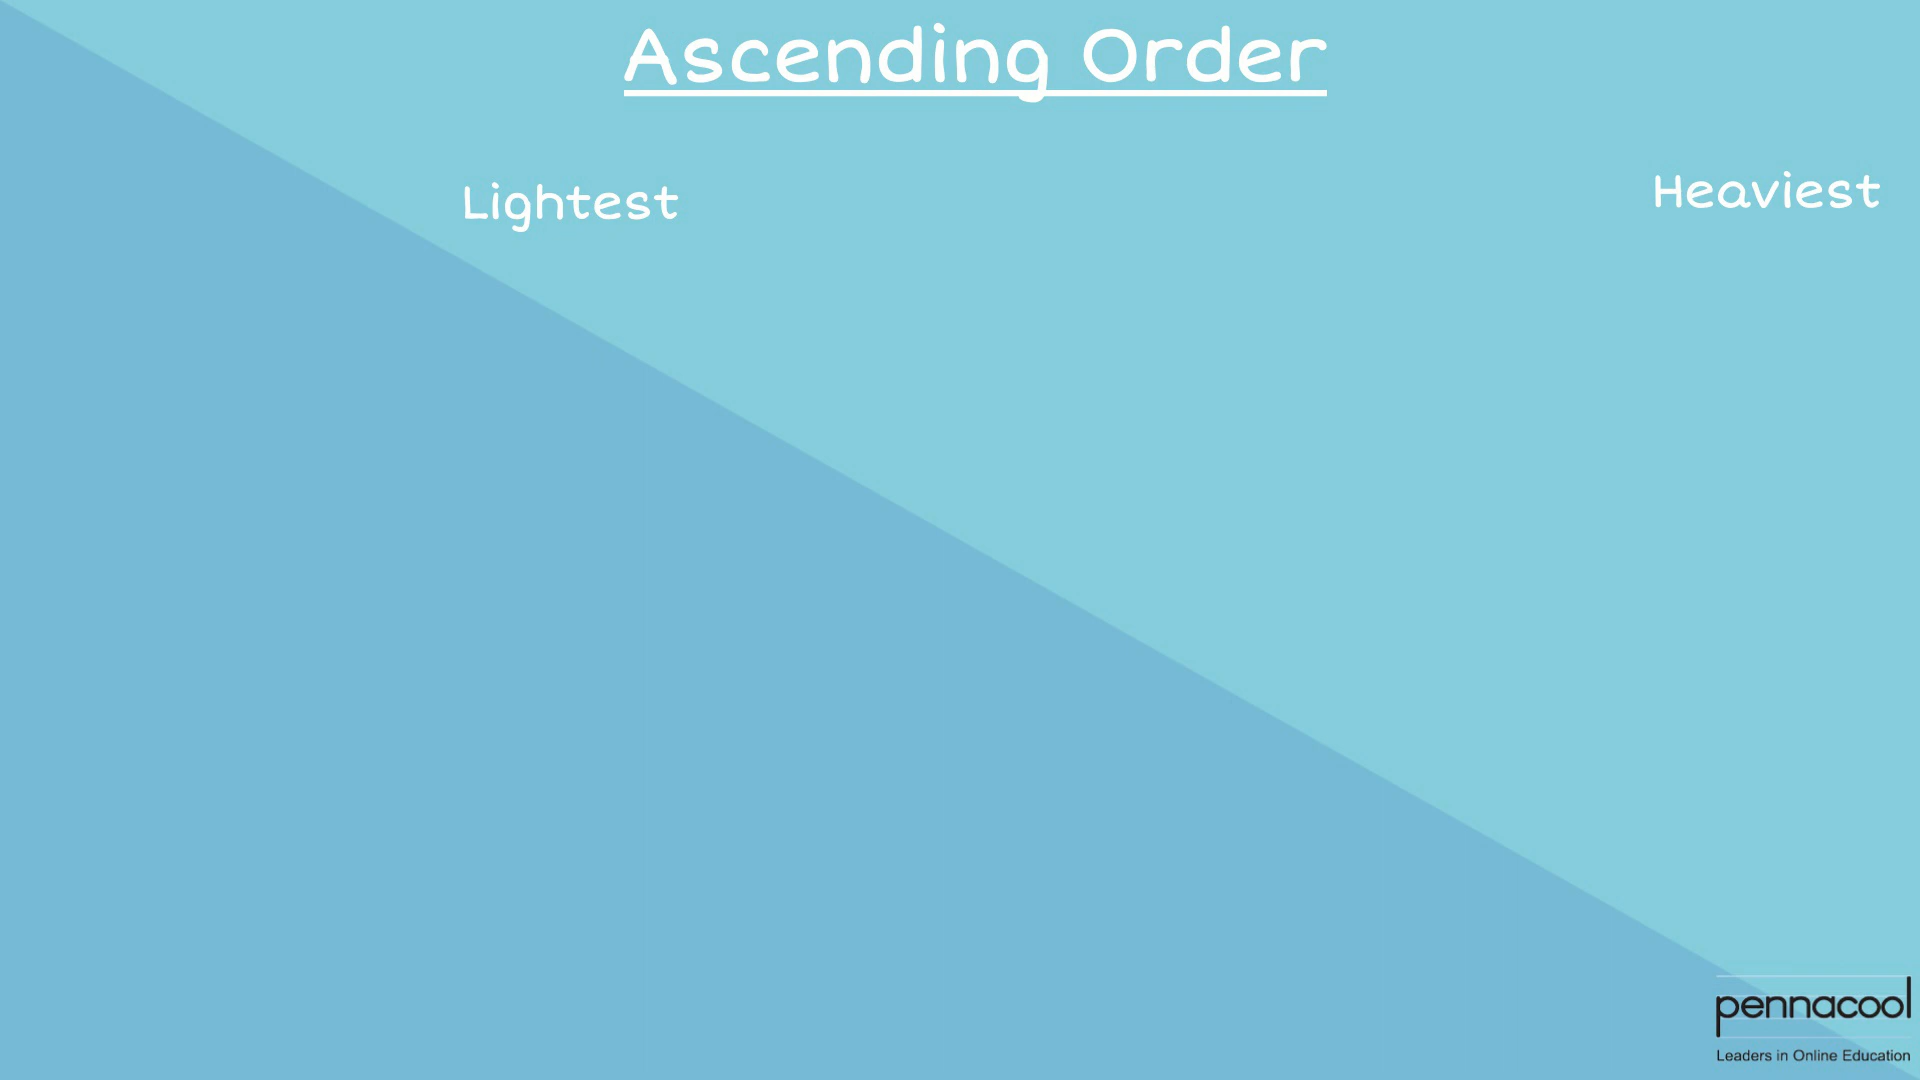 Ascending Order
Lightest
Heaviest
pennacool
Leaders in Online Education